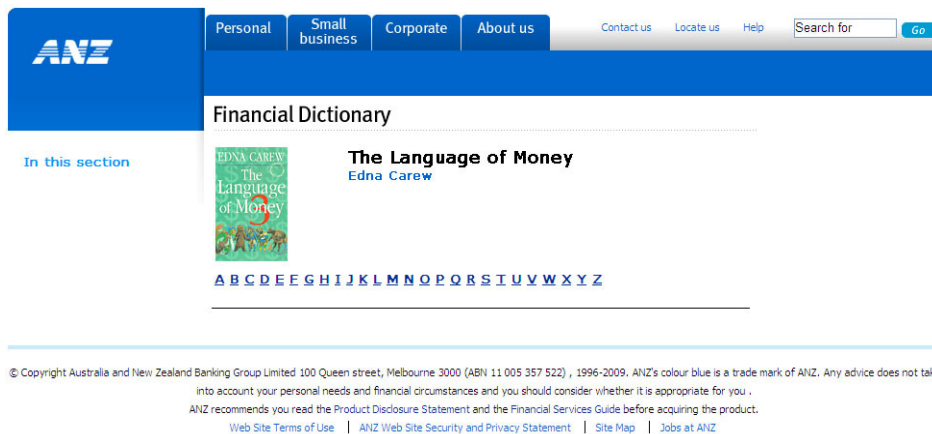 ANZ
Personal
Small business
Corporate
About us
Contact us
Locate us
Help
Search for
Go
Financial Dictionary
In this section
EDNA CAREW
The
Language
of Money
3
The Language of Money
Edna Carew
A B C D E F G H I J K L M N O P Q R S T U V W X Y Z
© Copyright Australia and New Zealand Banking Group Limited 100 Queen street, Melbourne 3000 (ABN 11 005 357 522) , 1996-2009. ANZ's colour blue is a trade mark of ANZ. Any advice does not tak
into account your personal needs and financial circumstances and you should consider whether it is appropriate for you .
ANZ recommends you read the Product Disclosure Statement and the Financial Services Guide before acquiring the product.
Web Site Terms of Use | ANZ Web Site Security and Privacy Statement | Site Map | Jobs at ANZ